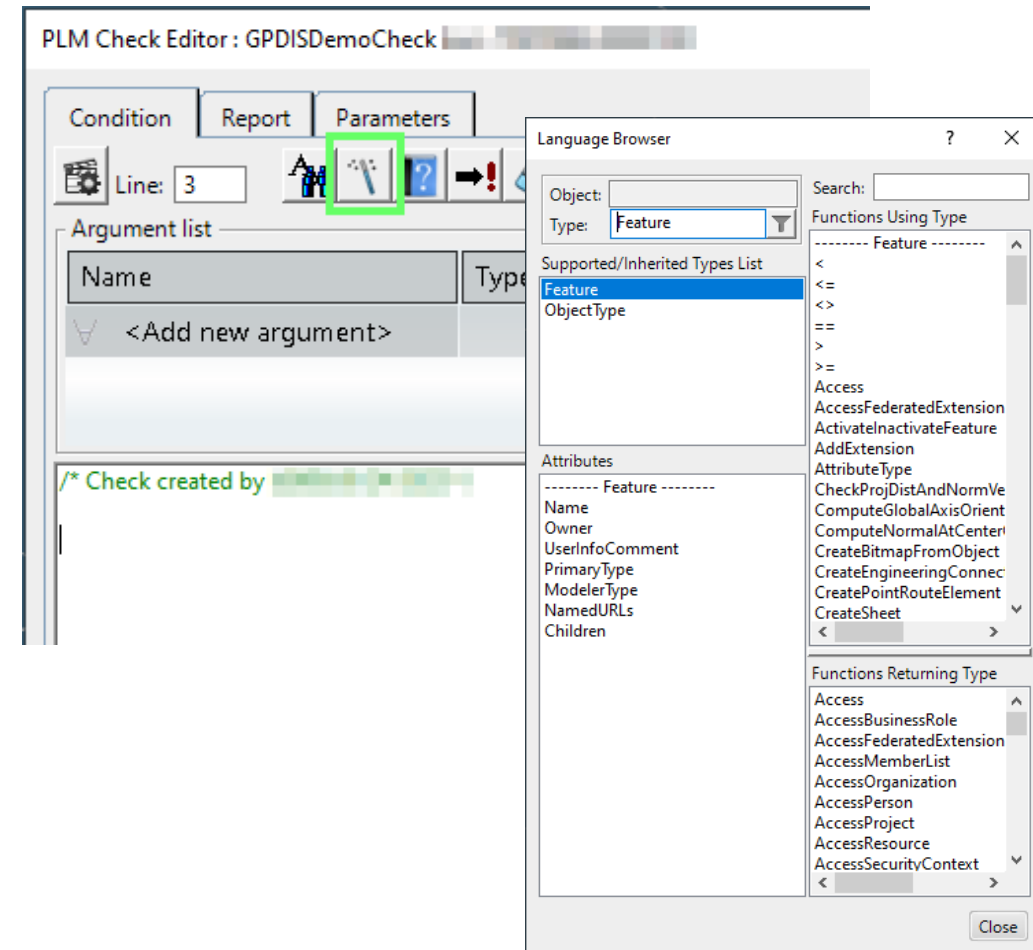 PLM Check Editor : GPDISDemoCheck
Condition
Report
Parameters
Line: 3
Argument list
Name
Type
<Add new argument>
/* Check created by
Language Browser
?
Object:
Type: Feature
Supported/Inherited Types List
Feature
ObjectType
Attributes
-------- Feature --------
Name
Owner
UserInfoComment
PrimaryType
ModelerType
NamedURLs
Children
Search:
Functions Using Type
-------- Feature --------
<
<=
<>
==
>
>=
Access
AccessFederatedExtension
ActivateInactivateFeature
AddExtension
AttributeType
CheckProjDistAndNormVe
ComputeGlobalAxisOrient
ComputeNormalAtCenter
CreateBitmapFromObject
CreateEngineeringConnec
CreatePointRouteElement
CreateSheet
Functions Returning Type
Access
AccessBusinessRole
AccessFederatedExtension
AccessMemberList
AccessOrganization
AccessPerson
AccessProject
AccessResource
AccessSecurityContext
Close